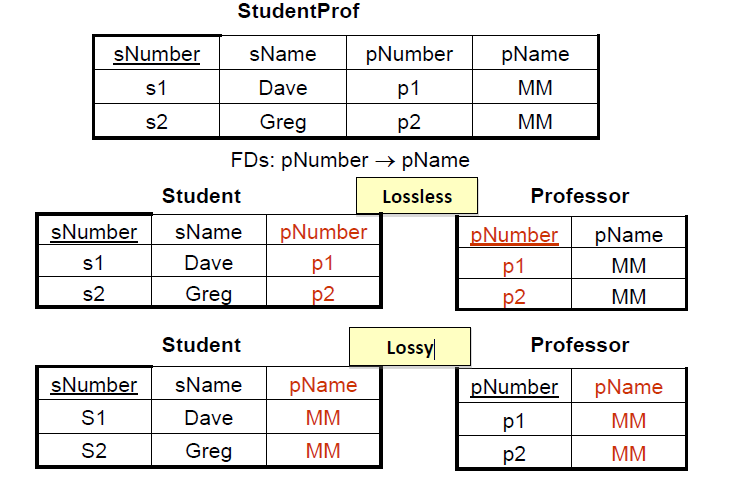 StudentProf
sNumber sName pNumber pName
s1 Dave p1 MM
s2 Greg p2 MM
FDs: pNumber → pName
Student Lossless Professor
sNumber sName pNumber pNumber pName
s1 Dave p1 p1 MM
s2 Greg p2 p2 MM
Student Lossy Professor
sNumber sName pName pNumber pName
S1 Dave MM p1 MM
S2 Greg MM p2 MM